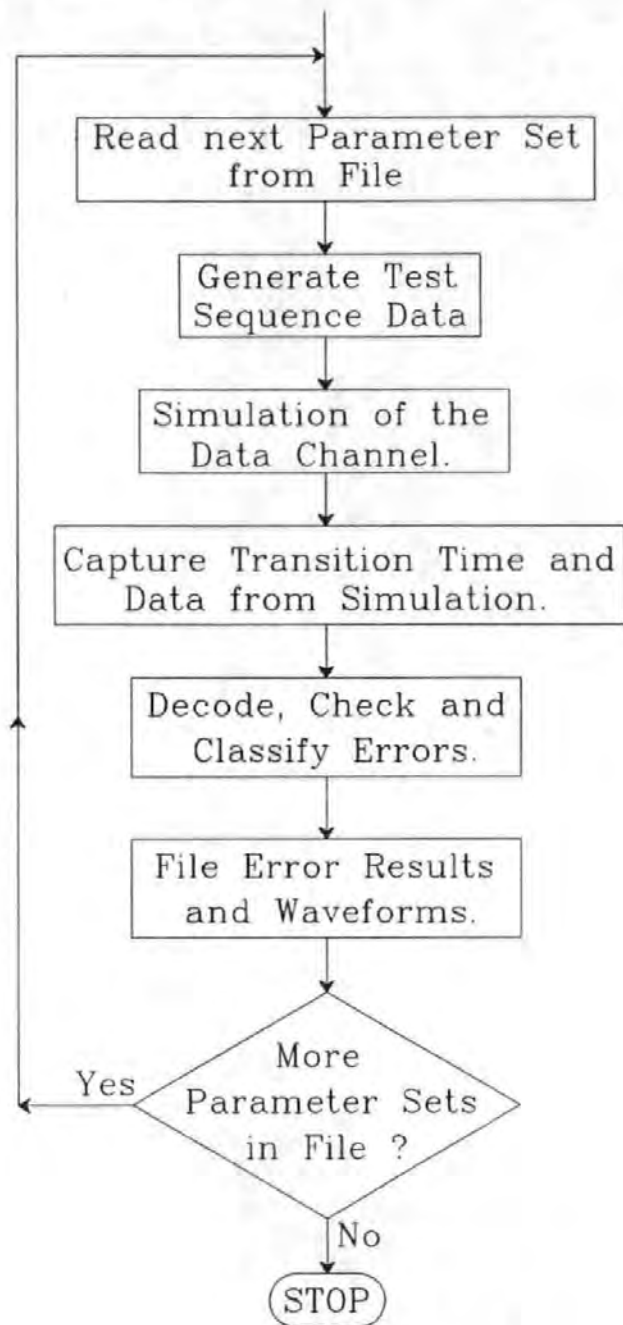 Read next Parameter Set
from File
Generate Test
Sequence Data
Simulation of the
Data Channel.
Capture Transition Time and
Data from Simulation.
Decode, Check and
Classify Errors.
File Error Results
and Waveforms.
More
Yes
Parameter Sets
in File ?
No
STOP